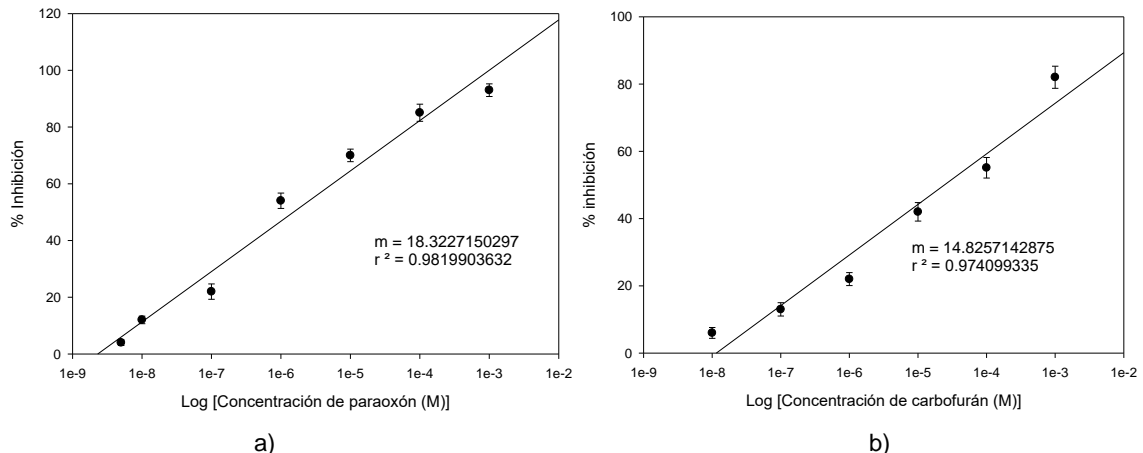 120
100
80
60
40
20
0
% Inhibición
m = 18.3227150297
r ² = 0.9819903632
1e-9 1e-8 1e-7 1e-6 1e-5 1e-4 1e-3 1e-2
Log [Concentración de paraoxón (M)]
a)
100
80
60
40
20
0
% inhibición
m = 14.8257142875
r ² = 0.974099335
1e-9 1e-8 1e-7 1e-6 1e-5 1e-4 1e-3 1e-2
Log [Concentración de carbofurán (M)]
b)